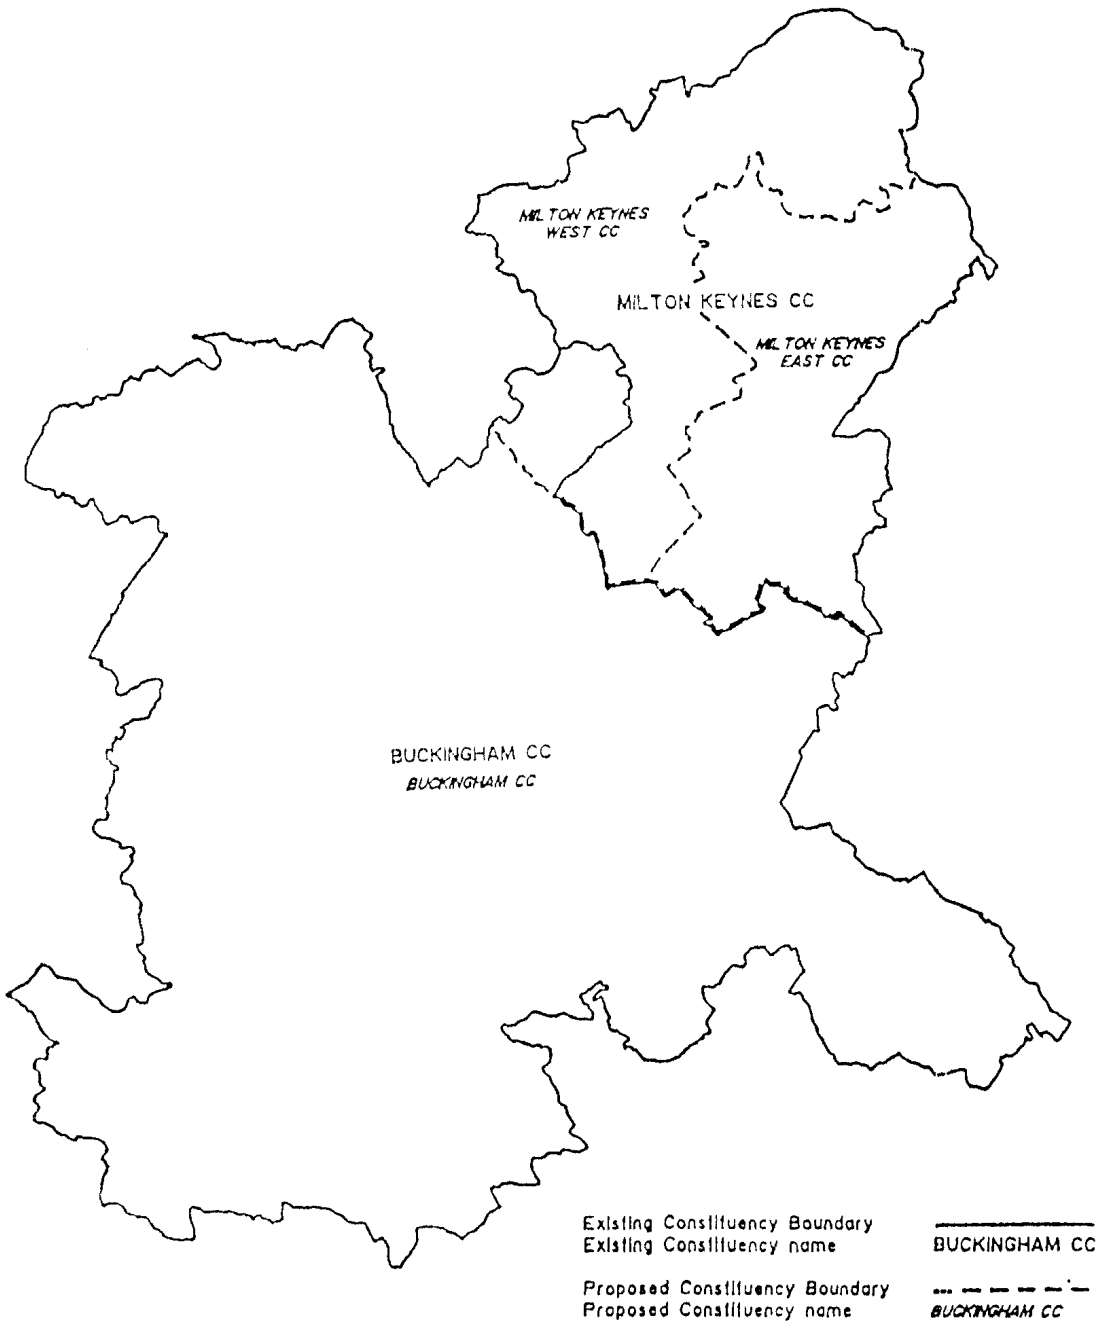 MILTON KEYNES
WEST CC
MILTON KEYNES CC
MILTON KEYNES
EAST CC
BUCKINGHAM CC
BUCKINGHAM CC
Existing Constituency Boundary
Existing Constituency name BUCKINGHAM CC
Proposed Constituency Boundary
Proposed Constituency name BUCKINGHAM CC